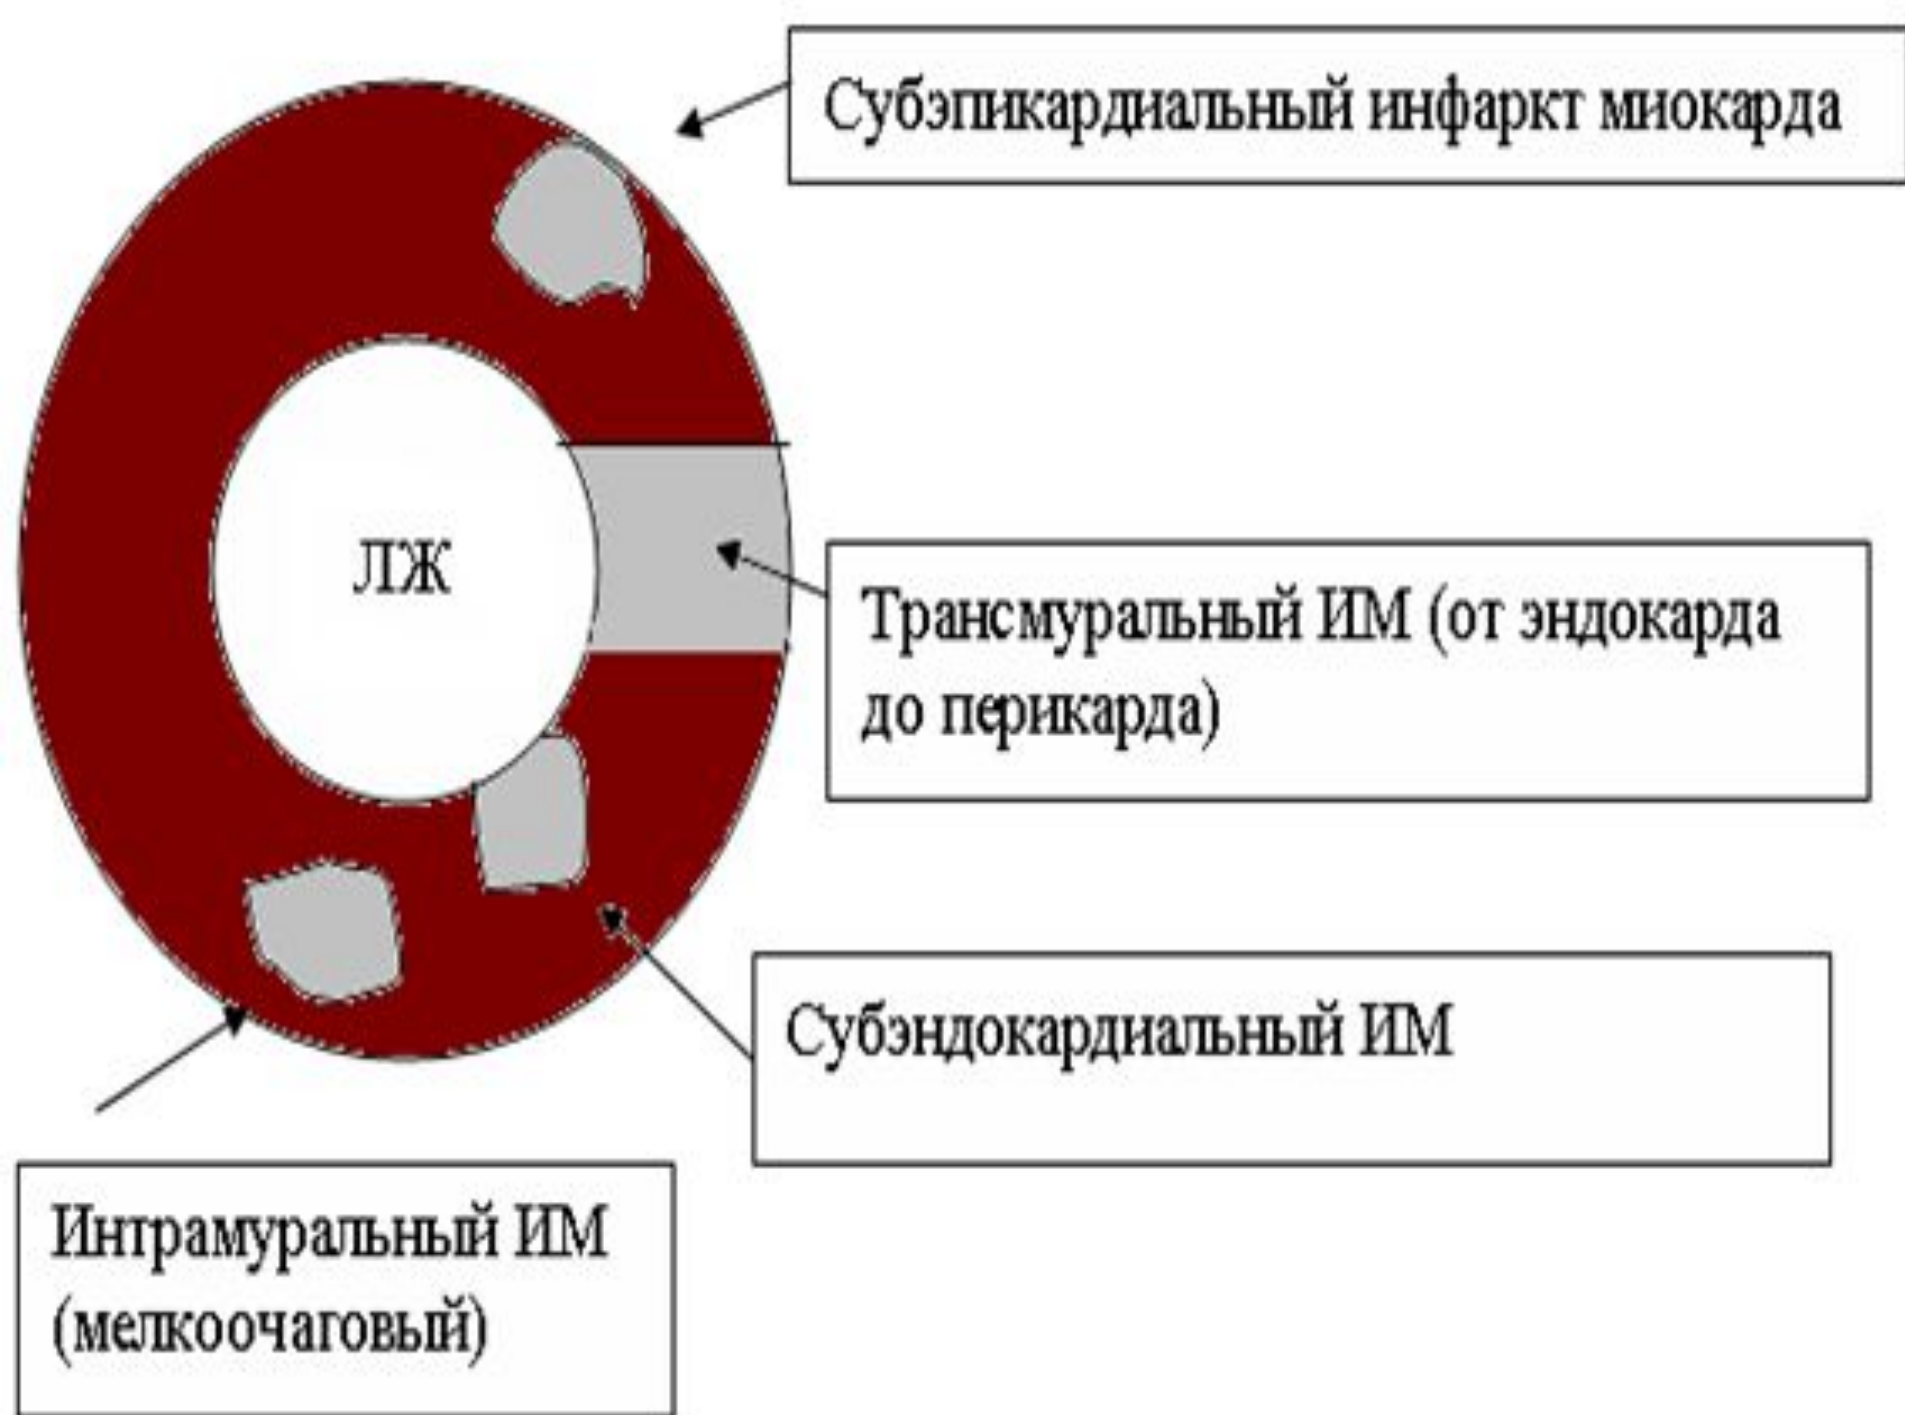 Субэпикардиальный инфаркт миокарда
ЛЖ
Трансмуральный ИМ (от эндокарда
до перикарда)
Субэндокардиальный ИМ
Интрамуральный ИМ
(мелкоочаговый)